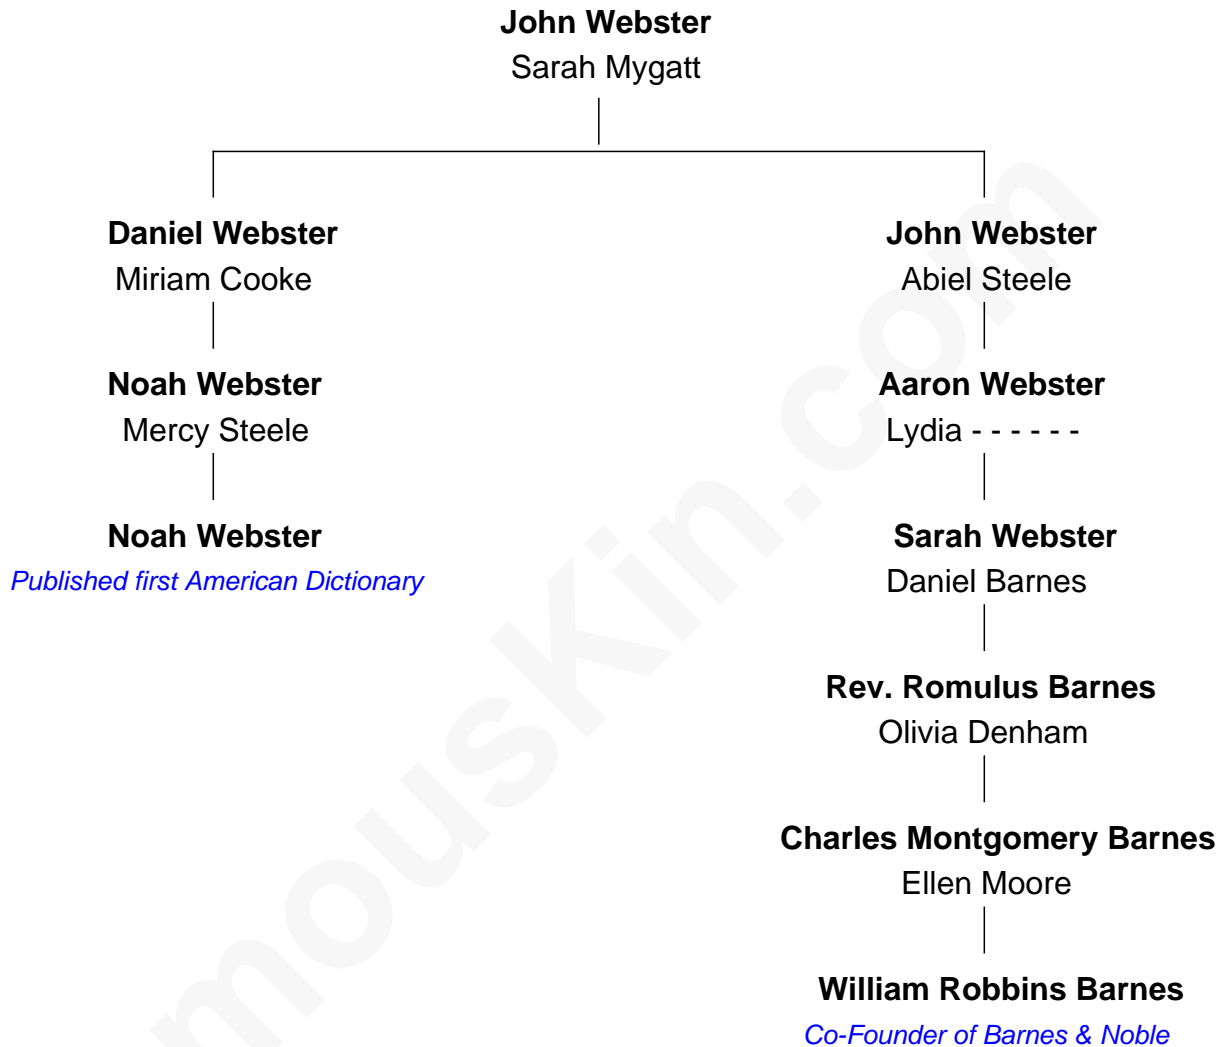 John Webster
Sarah Mygatt
Daniel Webster
Miriam Cooke
John Webster
Abiel Steele
Noah Webster
Mercy Steele
Aaron Webster
Lydia - - - - - -
Noah Webster
Published first American Dictionary
Sarah Webster
Daniel Barnes
Rev. Romulus Barnes
Olivia Denham
Charles Montgomery Barnes
Ellen Moore
William Robbins Barnes
Co-Founder of Barnes & Noble
mousKin.com